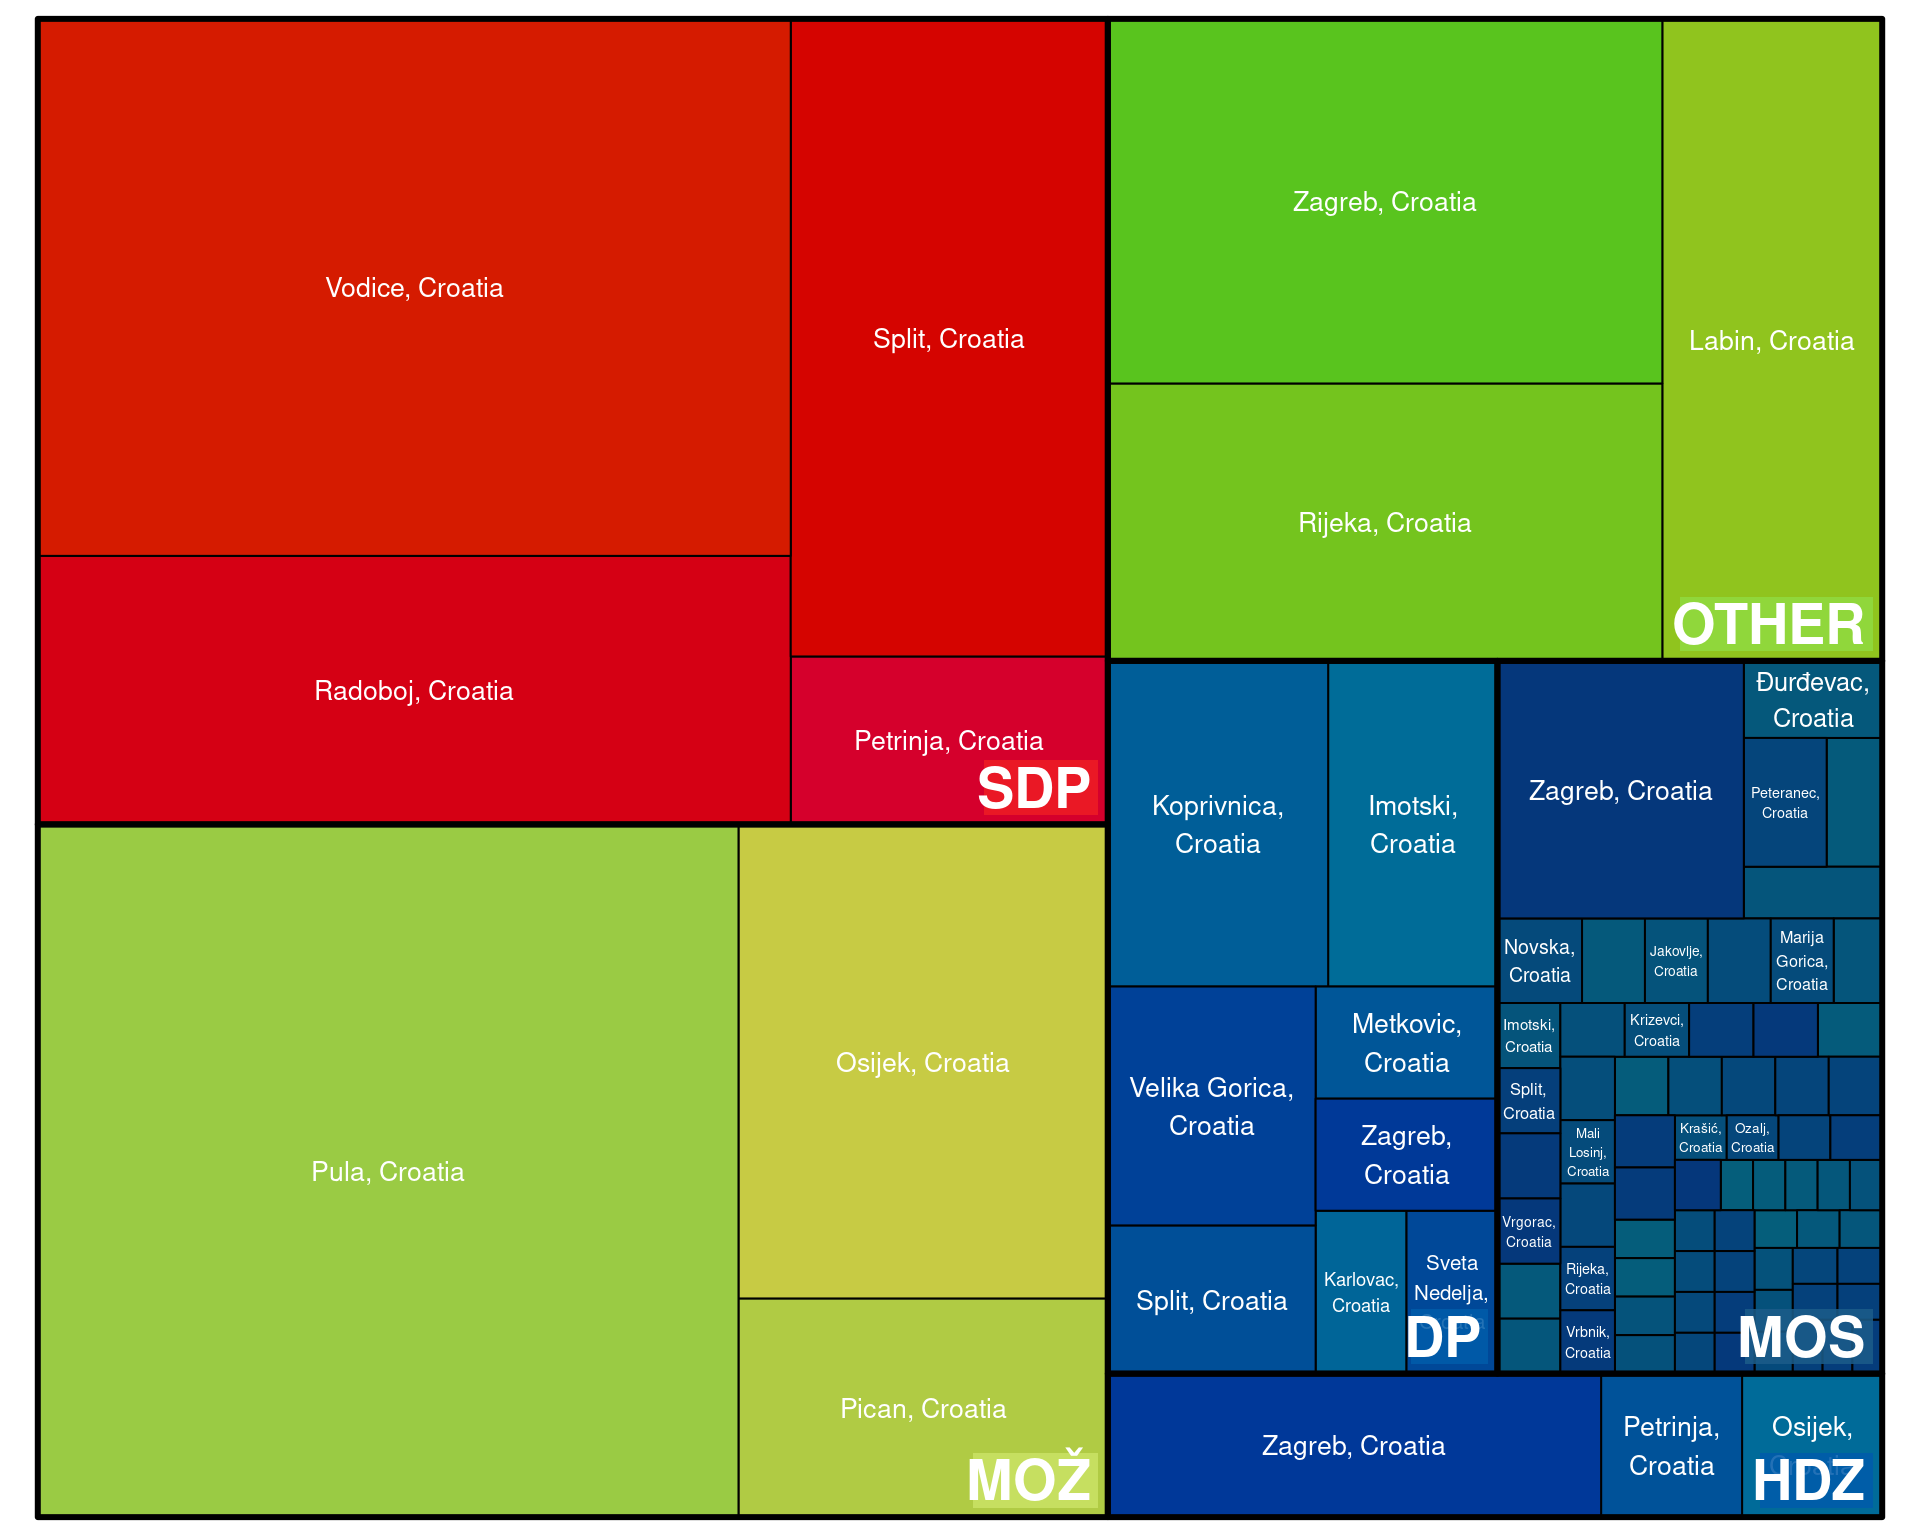 Vodice, Croatia
Split, Croatia
Radoboj, Croatia
Petrinja, Croatia
SDP
Pula, Croatia
Osijek, Croatia
Pican, Croatia
MOŽ
Zagreb, Croatia
Labin, Croatia
Rijeka, Croatia
OTHER
Koprivnica,
Croatia
Imotski,
Croatia
Velika Gorica,
Croatia
Metkovic,
Croatia
Zagreb,
Croatia
Split, Croatia
Karlovac,
Croatia
Sveta
Nedelja,
Croatia
DP
Zagreb, Croatia
Đurđevac,
Croatia
Peteranec,
Croatia
Novska,
Croatia
Jakovlje,
Croatia
Marija
Gorica,
Croatia
Imotski,
Croatia
Krizevci,
Croatia
Split,
Croatia
Mali
Losinj,
Croatia
Krašić,
Croatia
Ozalj,
Croatia
Vrgorac,
Croatia
Rijeka,
Croatia
Vrbnik,
Croatia
MOS
Zagreb, Croatia
Petrinja,
Croatia
Osijek,
Croatia
HDZ